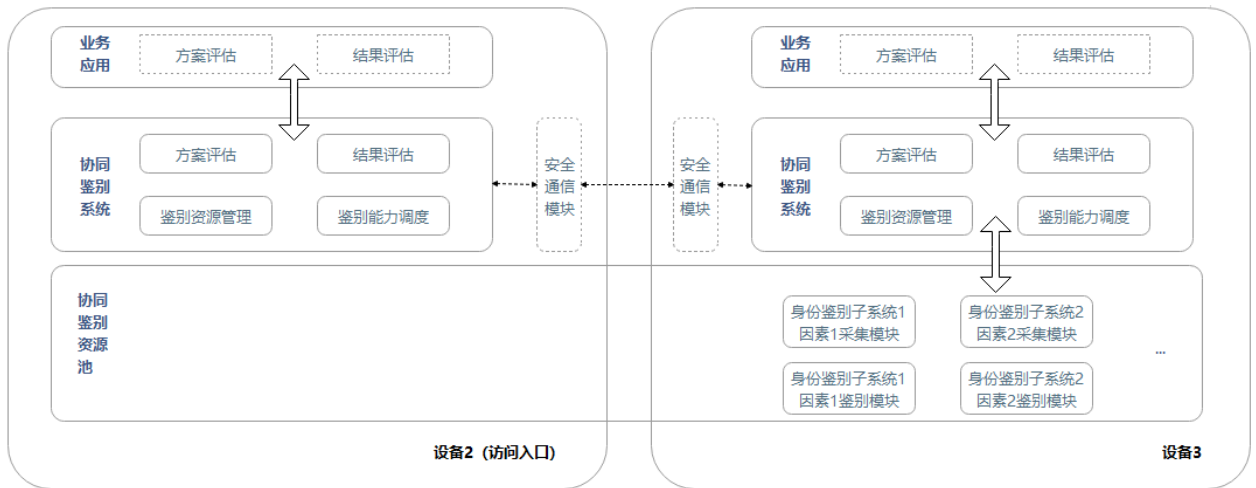 业务
应用
方案评估
结果评估
协同
鉴别
系统
方案评估
结果评估
鉴别资源管理
鉴别能力调度
安全
通信
模块
安全
通信
模块
业务
应用
方案评估
结果评估
协同
鉴别
系统
方案评估
结果评估
鉴别资源管理
鉴别能力调度
协同
鉴别
资源
池
身份鉴别子系统1
因素1采集模块
身份鉴别子系统2
因素2采集模块
...
身份鉴别子系统1
因素1鉴别模块
身份鉴别子系统2
因素2鉴别模块
设备2（访问入口）
设备3